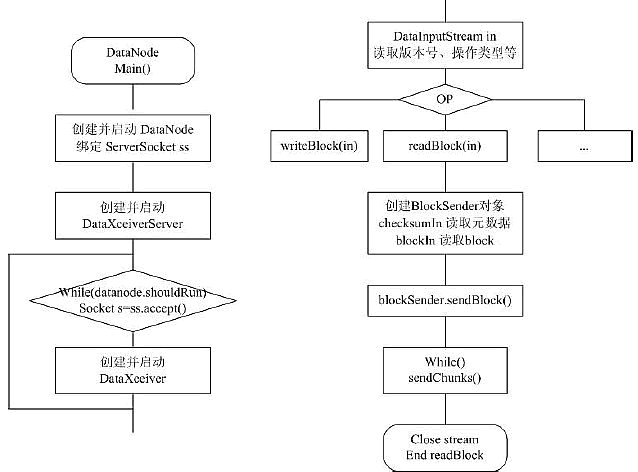 DataNode
Main()
创建并启动 DataNode
绑定 ServerSocket ss
创建并启动
DataXceiverServer
While(datanode.shouldRun)
Socket s=ss.accept()
创建并启动
DataXceiver
DataInputStream in
读取版本号、操作类型等
OP
writeBlock(in)
readBlock(in)
...
创建BlockSender对象
checksumIn 读取元数据
blockIn 读取block
blockSender.sendBlock()
While()
sendChunks()
Close stream
End readBlock